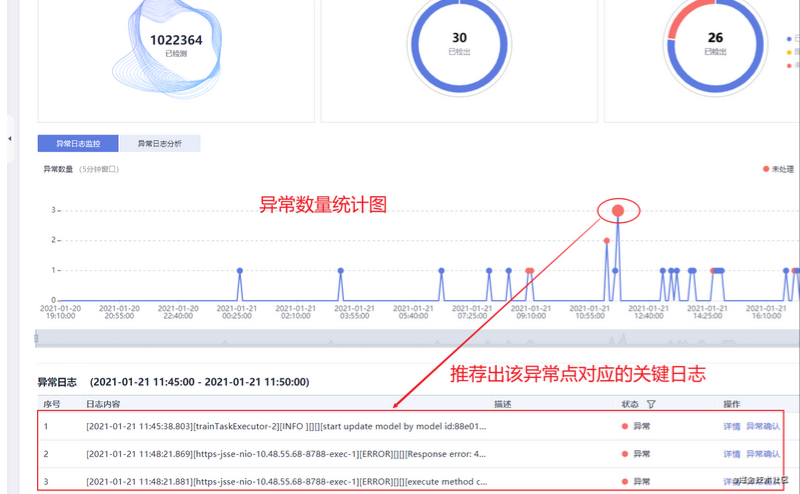 1022364
已检测
30
已检出
26
已检出
异常日志监控 异常日志分析
异常数量 (5分钟窗口)
未处理
异常数量统计图
3
2
1
0
2021-01-20 19:10:00
2021-01-20 20:55:00
2021-01-20 22:40:00
2021-01-21 00:25:00
2021-01-21 02:10:00
2021-01-21 03:55:00
2021-01-21 05:40:00
2021-01-21 07:25:00
2021-01-21 09:10:00
2021-01-21 10:55:00
2021-01-21 12:40:00
2021-01-21 14:25:00
2021-01-21 16:10:00
推荐出该异常点对应的关键日志
异常日志 (2021-01-21 11:45:00 - 2021-01-21 11:50:00)
序号 日志内容 描述 状态 操作
1 [2021-01-21 11:45:38.803][trainTaskExecutor-2][INFO ][][][start update model by model id:88e01... 异常 详情 异常确认
2 [2021-01-21 11:48:21.869][https-jsse-nio-10.48.55.68-8788-exec-1][ERROR][][][Response error: 4... 异常 详情 异常确认
3 [2021-01-21 11:48:21.881][https-jsse-nio-10.48.55.68-8788-exec-1][ERROR][][][execute method c... 异常 详情